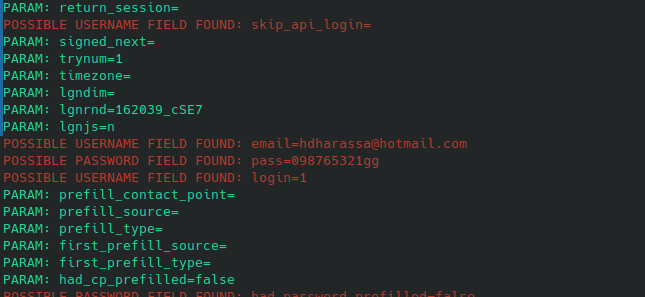 PARAM: return_session=
POSSIBLE USERNAME FIELD FOUND: skip_api_login=
PARAM: signed_next=
PARAM: trynum=1
PARAM: timezone=
PARAM: lgndim=
PARAM: lgnrnd=162039_cSE7
PARAM: lgnjs=n
POSSIBLE USERNAME FIELD FOUND: email=hdharassa@hotmail.com
POSSIBLE PASSWORD FIELD FOUND: pass=098765321gg
POSSIBLE USERNAME FIELD FOUND: login=1
PARAM: prefill_contact_point=
PARAM: prefill_source=
PARAM: prefill_type=
PARAM: first_prefill_source=
PARAM: first_prefill_type=
PARAM: had_cp_prefilled=false
POSSIBLE PASSWORD FIELD FOUND: had_password_prefilled=false